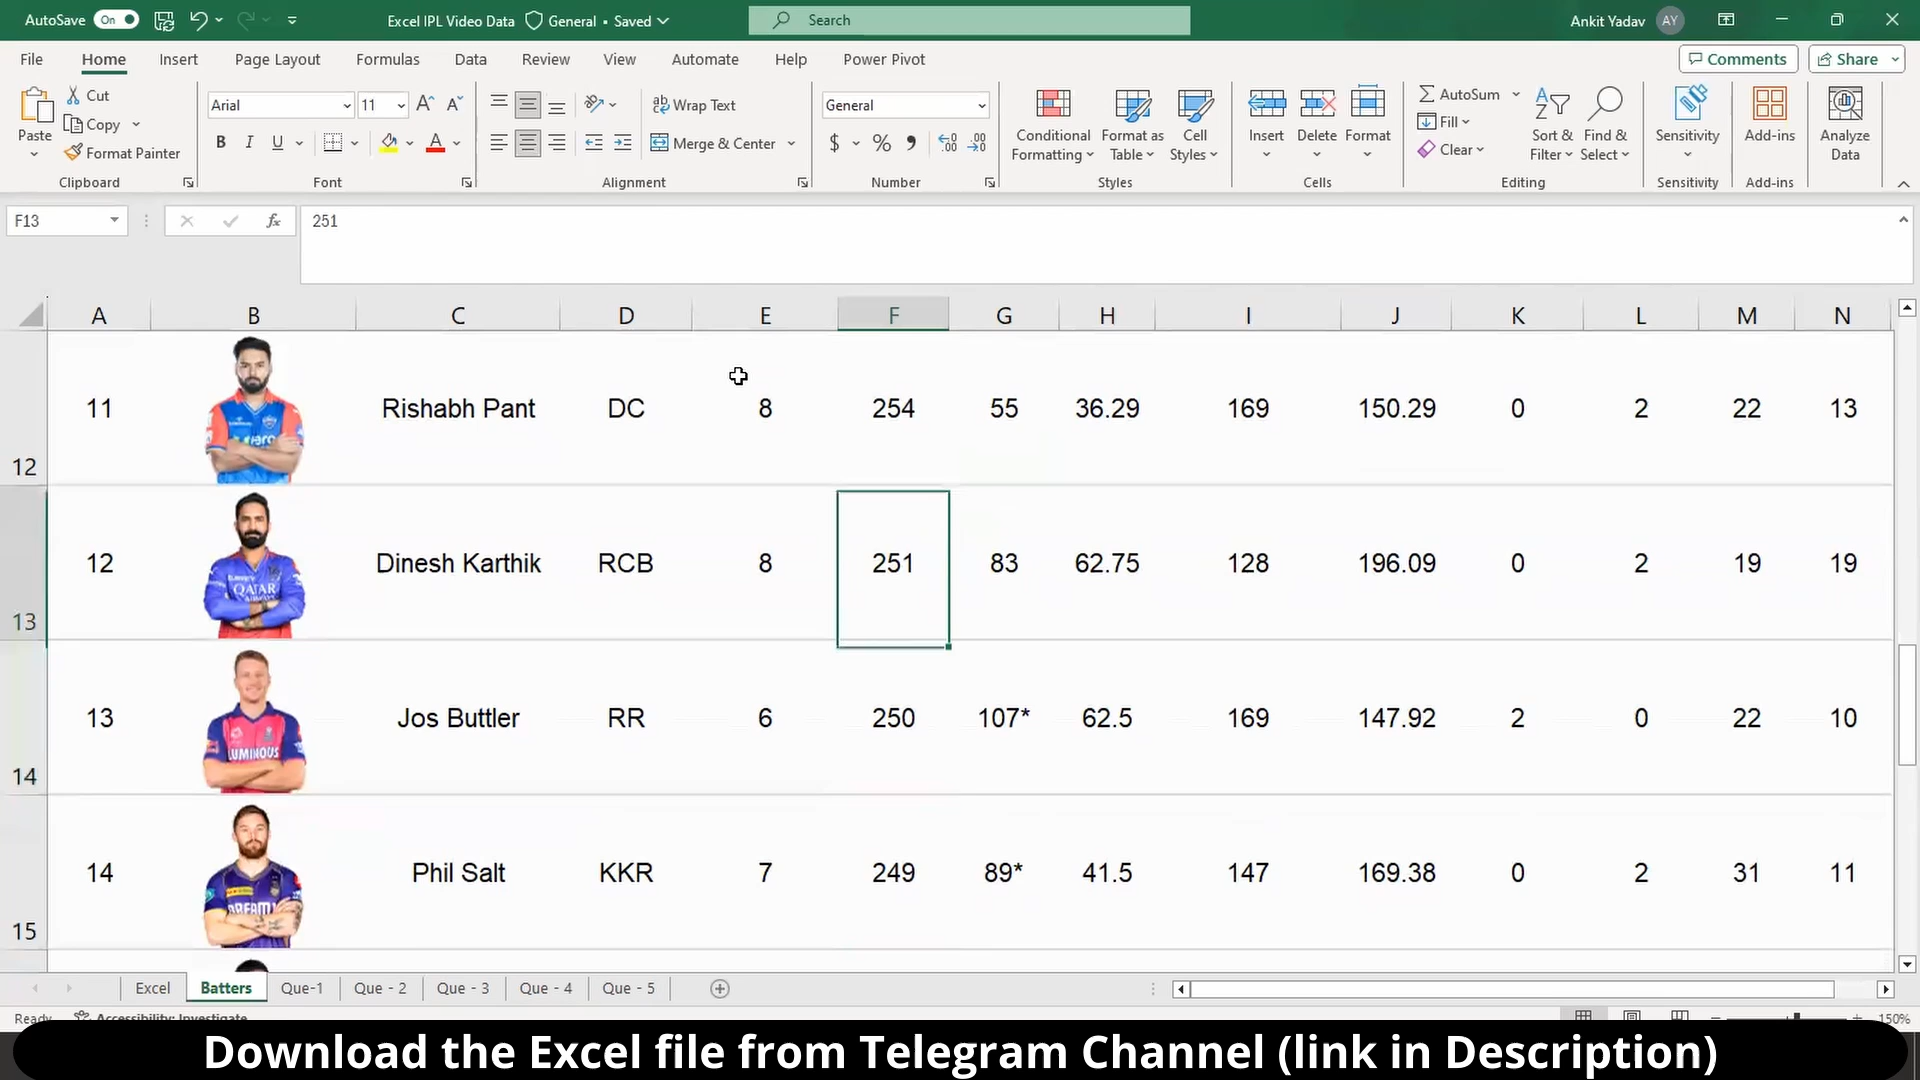 AutoSave On Excel IPL Video Data General • Saved Search Ankit Yadav AY
File Home Insert Page Layout Formulas Data Review View Automate Help Power Pivot Comments Share
Paste Cut Copy Format Painter Clipboard
Arial 11 B I U A Font
Wrap Text Merge & Center Alignment
General $ % Number
Conditional Formatting Format as Table Cell Styles Styles
Insert Delete Format Cells
AutoSum Fill Clear Sort & Filter Find & Select Editing
Sensitivity Sensitivity
Add-ins Add-ins
Analyze Data
F13 fx 251
A B C D E F G H I J K L M N
12 11 Rishabh Pant DC 8 254 55 36.29 169 150.29 0 2 22 13
13 12 Dinesh Karthik RCB 8 251 83 62.75 128 196.09 0 2 19 19
QATAR
14 13 Jos Buttler RR 6 250 107* 62.5 169 147.92 2 0 22 10
LUMINOUS
15 14 Phil Salt KKR 7 249 89* 41.5 147 169.38 0 2 31 11
Excel Batters Que-1 Que - 2 Que - 3 Que - 4 Que - 5
Ready Accessibility: Investigate 150%
Download the Excel file from Telegram Channel (link in Description)